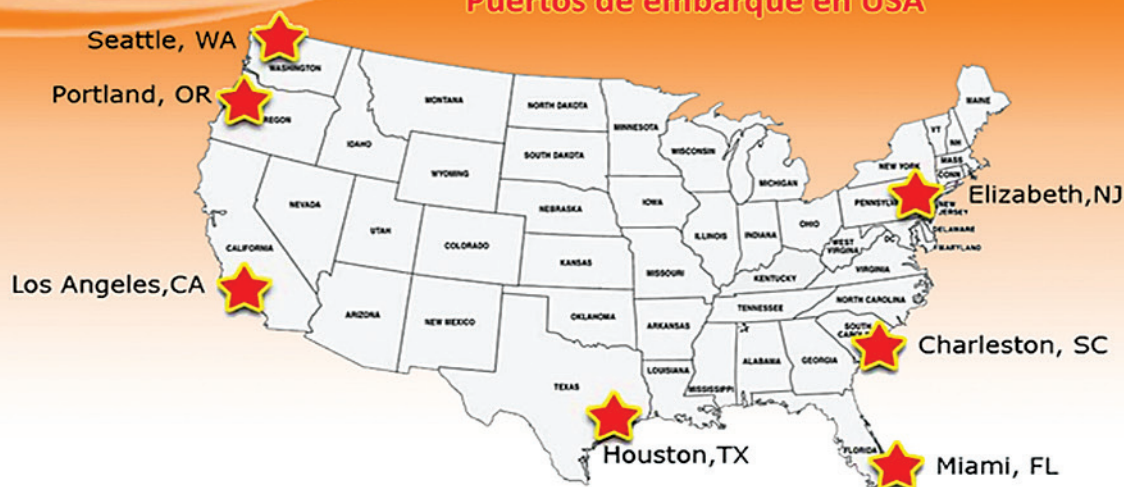 Puertos de embarque en USA
Seattle, WA
WASHINGTON
Portland, OR
REGON
MONTANA
NORTH DAKOTA
MINNESOTA
MAINE
IDAHO
SOUTH DAKOTA
WISCONSIN
VT
NH
MASS
CONN
NEW YORK
WYOMING
MICHIGAN
Elizabeth,NJ
NEVADA
NEBRASKA
IOWA
PENNSYL
NEW
JERSEY
UTAH
COLORADO
ILLINOIS
INDIANA
OHIO
DELAWARE
MARYLAND
DC
WEST
VIRGINIA
CALIFORNIA
KANSAS
MISSOURI
KENTUCKY
VIRGINIA
Los Angeles,CA
ARIZONA
NEW MEXICO
OKLAHOMA
ARKANSAS
TENNESSEE
NORTH CAROLINA
SOUTH
Charleston, SC
TEXAS
LOUISIANA
MISSISSIPPI
ALABAMA
GEORGIA
Houston,TX
FLORIDA
Miami, FL